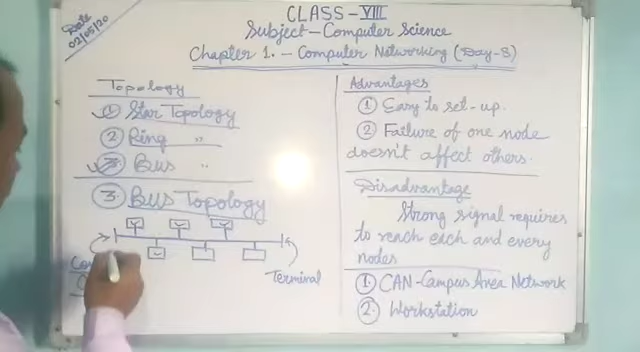 Date
02/05/20
CLASS-VIII
Subject-Computer Science
Chapter 1.-Computer Networking (Day-8)
Topology
① Star Topology
② Ring "
③ Bus "
③ Bus Topology
Terminal
Advantages
① Easy to set-up.
② Failure of one node
doesn't affect others.
Disadvantage
Strong signal requires
to reach each and every
nodes
① CAN-Campus Area Network
② Workstation